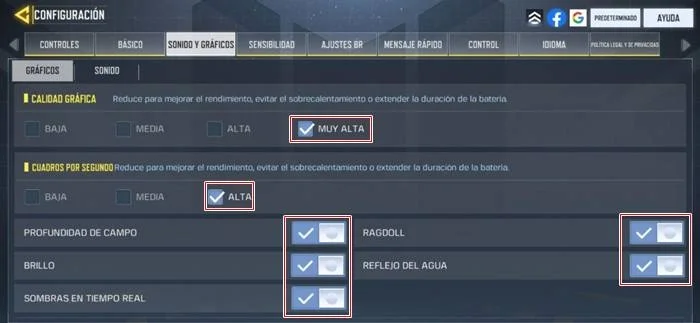 CONFIGURACIÓN
PREDETERMINADO AYUDA
CONTROLES BÁSICO SONIDO Y GRÁFICOS SENSIBILIDAD AJUSTES BR MENSAJE RÁPIDO CONTROL IDIOMA POLÍTICA LEGAL Y DE PRIVACIDAD
GRÁFICOS SONIDO
CALIDAD GRÁFICA Reduce para mejorar el rendimiento, evitar el sobrecalentamiento o extender la duración de la batería.
BAJA MEDIA ALTA MUY ALTA
CUADROS POR SEGUNDO Reduce para mejorar el rendimiento, evitar el sobrecalentamiento o extender la duración de la batería.
BAJA MEDIA ALTA
PROFUNDIDAD DE CAMPO RAGDOLL
BRILLO REFLEJO DEL AGUA
SOMBRAS EN TIEMPO REAL